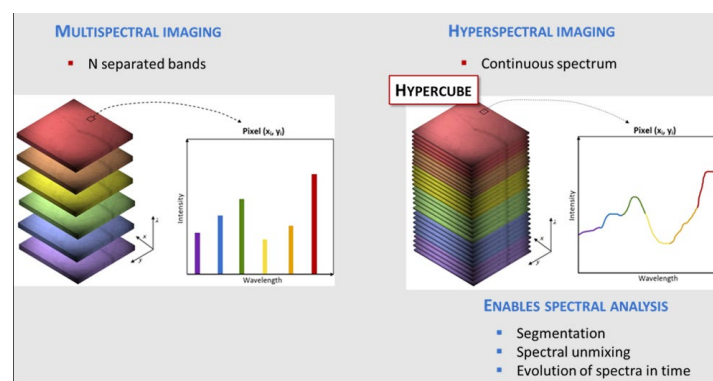 MULTISPECTRAL IMAGING
N separated bands
Pixel (xi, yi)
Intensity
Wavelength
z
x
y
HYPERSPECTRAL IMAGING
Continuous spectrum
HYPERCUBE
Pixel (xi, yi)
Intensity
Wavelength
z
x
y
ENABLES SPECTRAL ANALYSIS
Segmentation
Spectral unmixing
Evolution of spectra in time